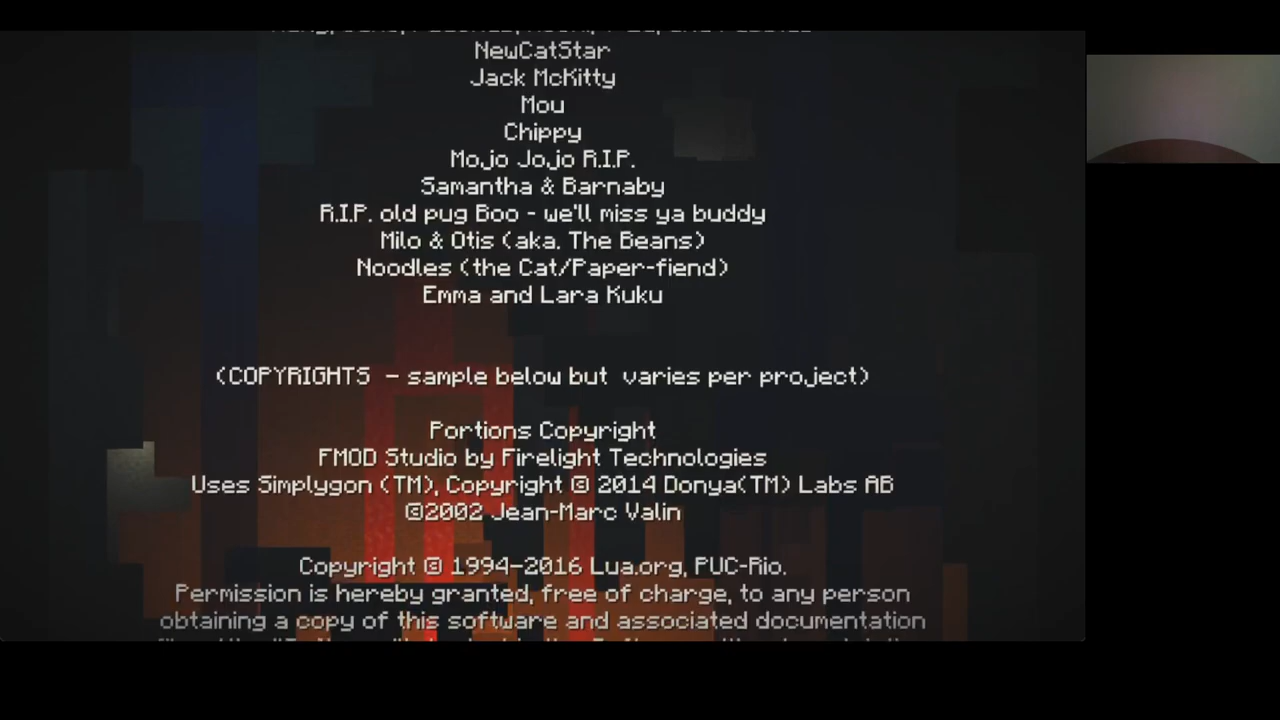 NewCatStar
Jack McKitty
Mou
Chippy
Mojo Jojo R.I.P.
Samantha & Barnaby
R.I.P. old pug Boo - we'll miss ya buddy
Milo & Otis (aka. The Beans)
Noodles (the Cat/Paper-fiend)
Emma and Lara Kuku
(COPYRIGHTS – sample below but varies per project)
Portions Copyright
FMOD Studio by Firelight Technologies
Uses Simplygon (TM), Copyright © 2014 Donya(TM) Labs AB
©2002 Jean-Marc Valin
Copyright © 1994–2016 Lua.org, PUC-Rio.
Permission is hereby granted, free of charge, to any person
obtaining a copy of this software and associated documentation